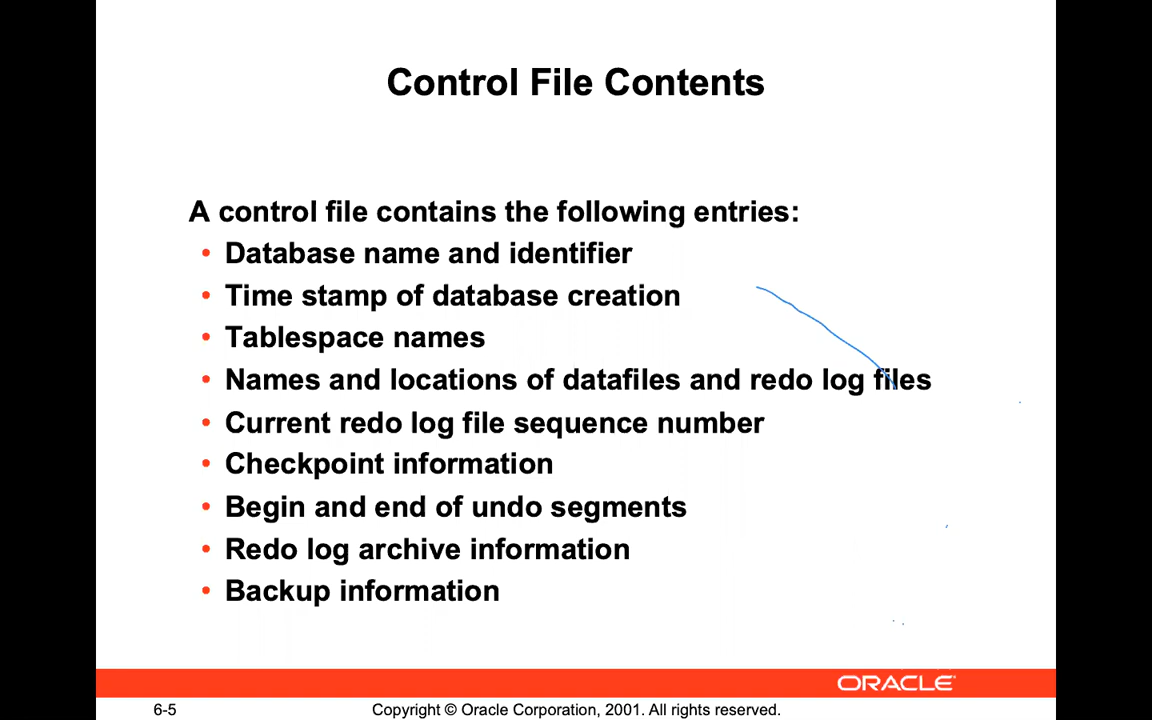 Control File Contents
A control file contains the following entries:
• Database name and identifier
• Time stamp of database creation
• Tablespace names
• Names and locations of datafiles and redo log files
• Current redo log file sequence number
• Checkpoint information
• Begin and end of undo segments
• Redo log archive information
• Backup information
ORACLE
6-5 Copyright © Oracle Corporation, 2001. All rights reserved.